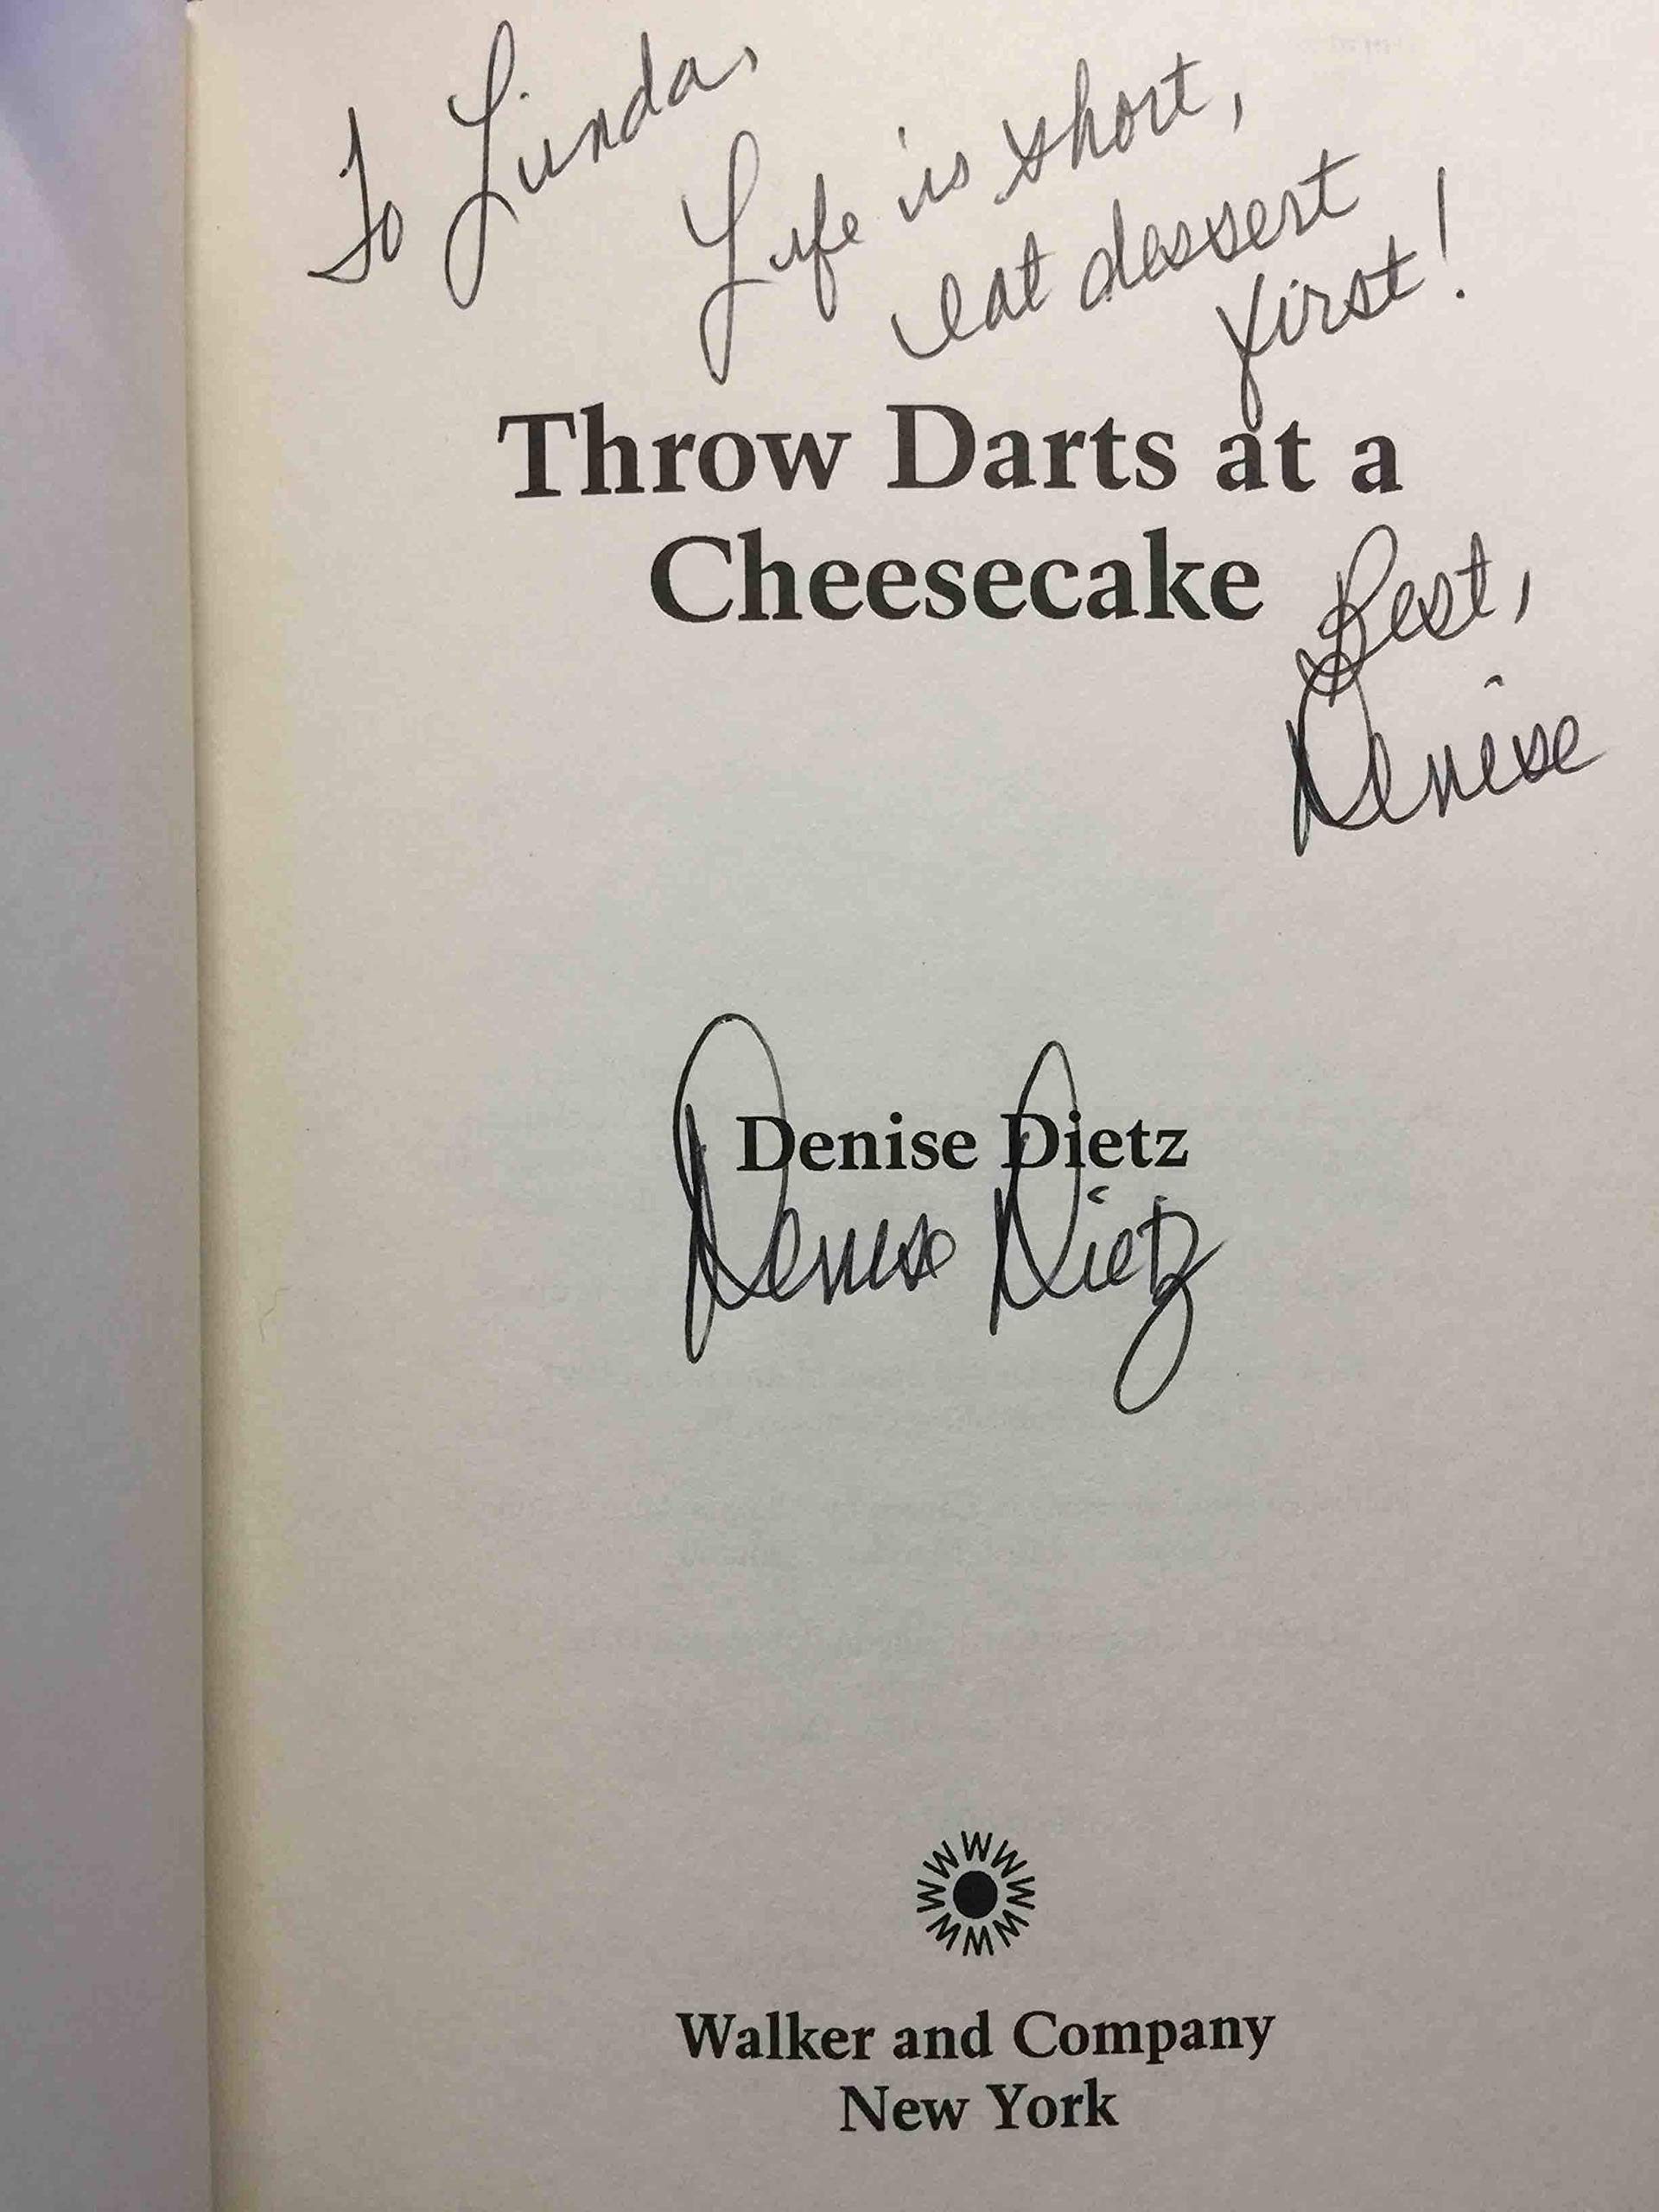 To Linda,
Life is short,
eat dessert
first!
Throw Darts at a
Cheesecake
Best,
Denise
Denise Dietz
Denise Dietz
WWWWWWWWWWWW
Walker and Company
New York